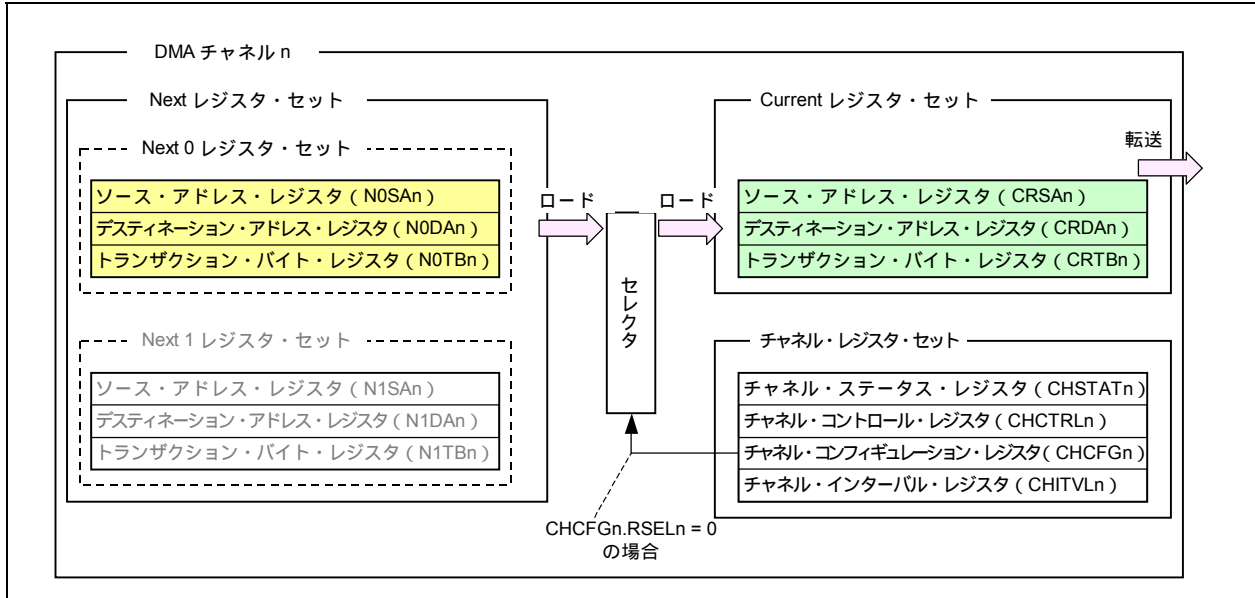 DMA チャネル n
Next レジスタ・セット
Next 0 レジスタ・セット
ソース・アドレス・レジスタ ( N0SAn )
デスティネーション・アドレス・レジスタ ( N0DAn )
トランザクション・バイト・レジスタ ( N0TBn )
Next 1 レジスタ・セット
ソース・アドレス・レジスタ ( N1SAn )
デスティネーション・アドレス・レジスタ ( N1DAn )
トランザクション・バイト・レジスタ ( N1TBn )
ロード
セレクタ
ロード
CHCFGn.RSELn = 0
の場合
Current レジスタ・セット
転送
ソース・アドレス・レジスタ ( CRSAn )
デスティネーション・アドレス・レジスタ ( CRDAn )
トランザクション・バイト・レジスタ ( CRTBn )
チャネル・レジスタ・セット
チャネル・ステータス・レジスタ ( CHSTATn )
チャネル・コントロール・レジスタ ( CHCTRLn )
チャネル・コンフィギュレーション・レジスタ ( CHCFGn )
チャネル・インターバル・レジスタ ( CHITVLn )